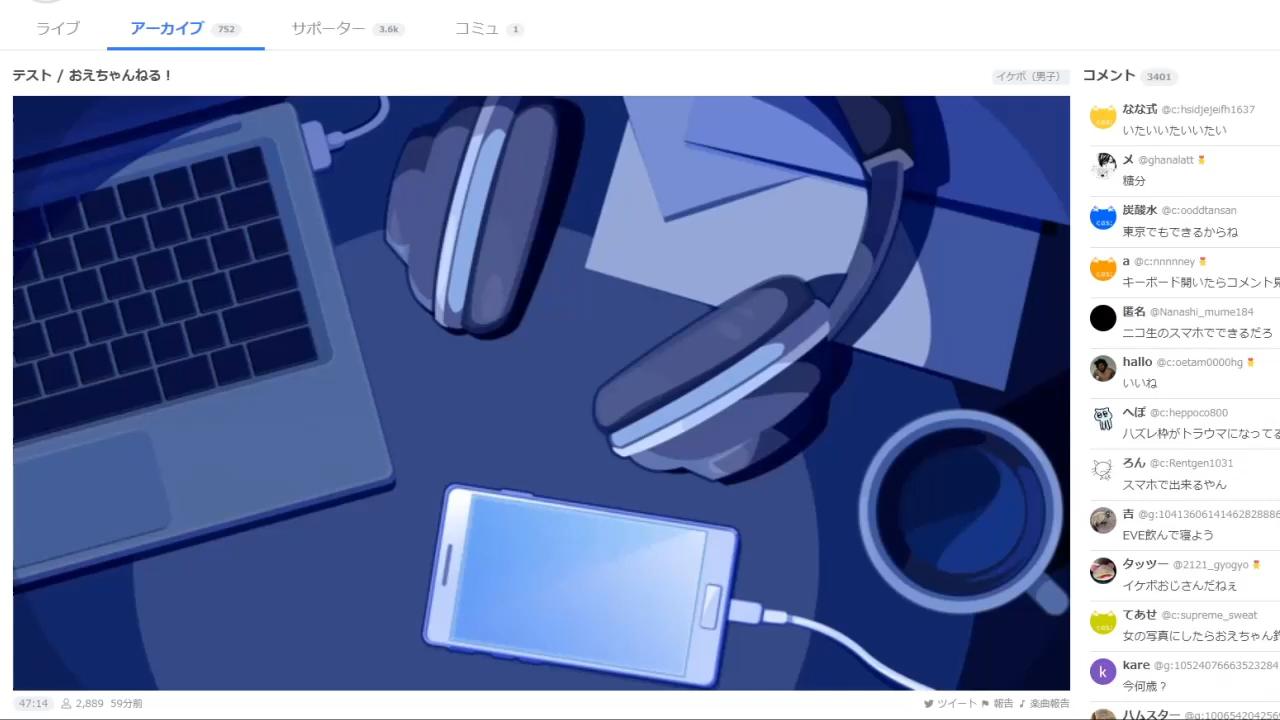 ライブ アーカイブ 752 サポーター 3.6k コミュ 1
テスト / おえちゃんねる！ イケボ（男子）
コメント 3401
なな式 @c:hsidjejeifh1637
いたいいたいいたい
メ @ghanalatt
糖分
炭酸水 @c:ooddtansan
東京でもできるからね
a @c:nnnnney
キーボード開いたらコメント見
匿名 @Nanashi_mume184
ニコ生のスマホでできるだろ
hallo @c:oetam0000hg
いいね
へぽ @c:heppoco800
ハズレ枠がトラウマになってる
ろん @c:Rentgen1031
スマホで出来るやん
吉 @g:1041360614146282886
EVE飲んで寝よう
タッツー @2121_gyogyo
イケボおじさんだねぇ
てあせ @c:supreme_sweat
女の写真にしたらおえちゃん
k
kare @g:10524076663523284
今何歳？
ハムスター @g:100654204256
47:14 2,889 59分前 ツイート 報告 楽曲報告